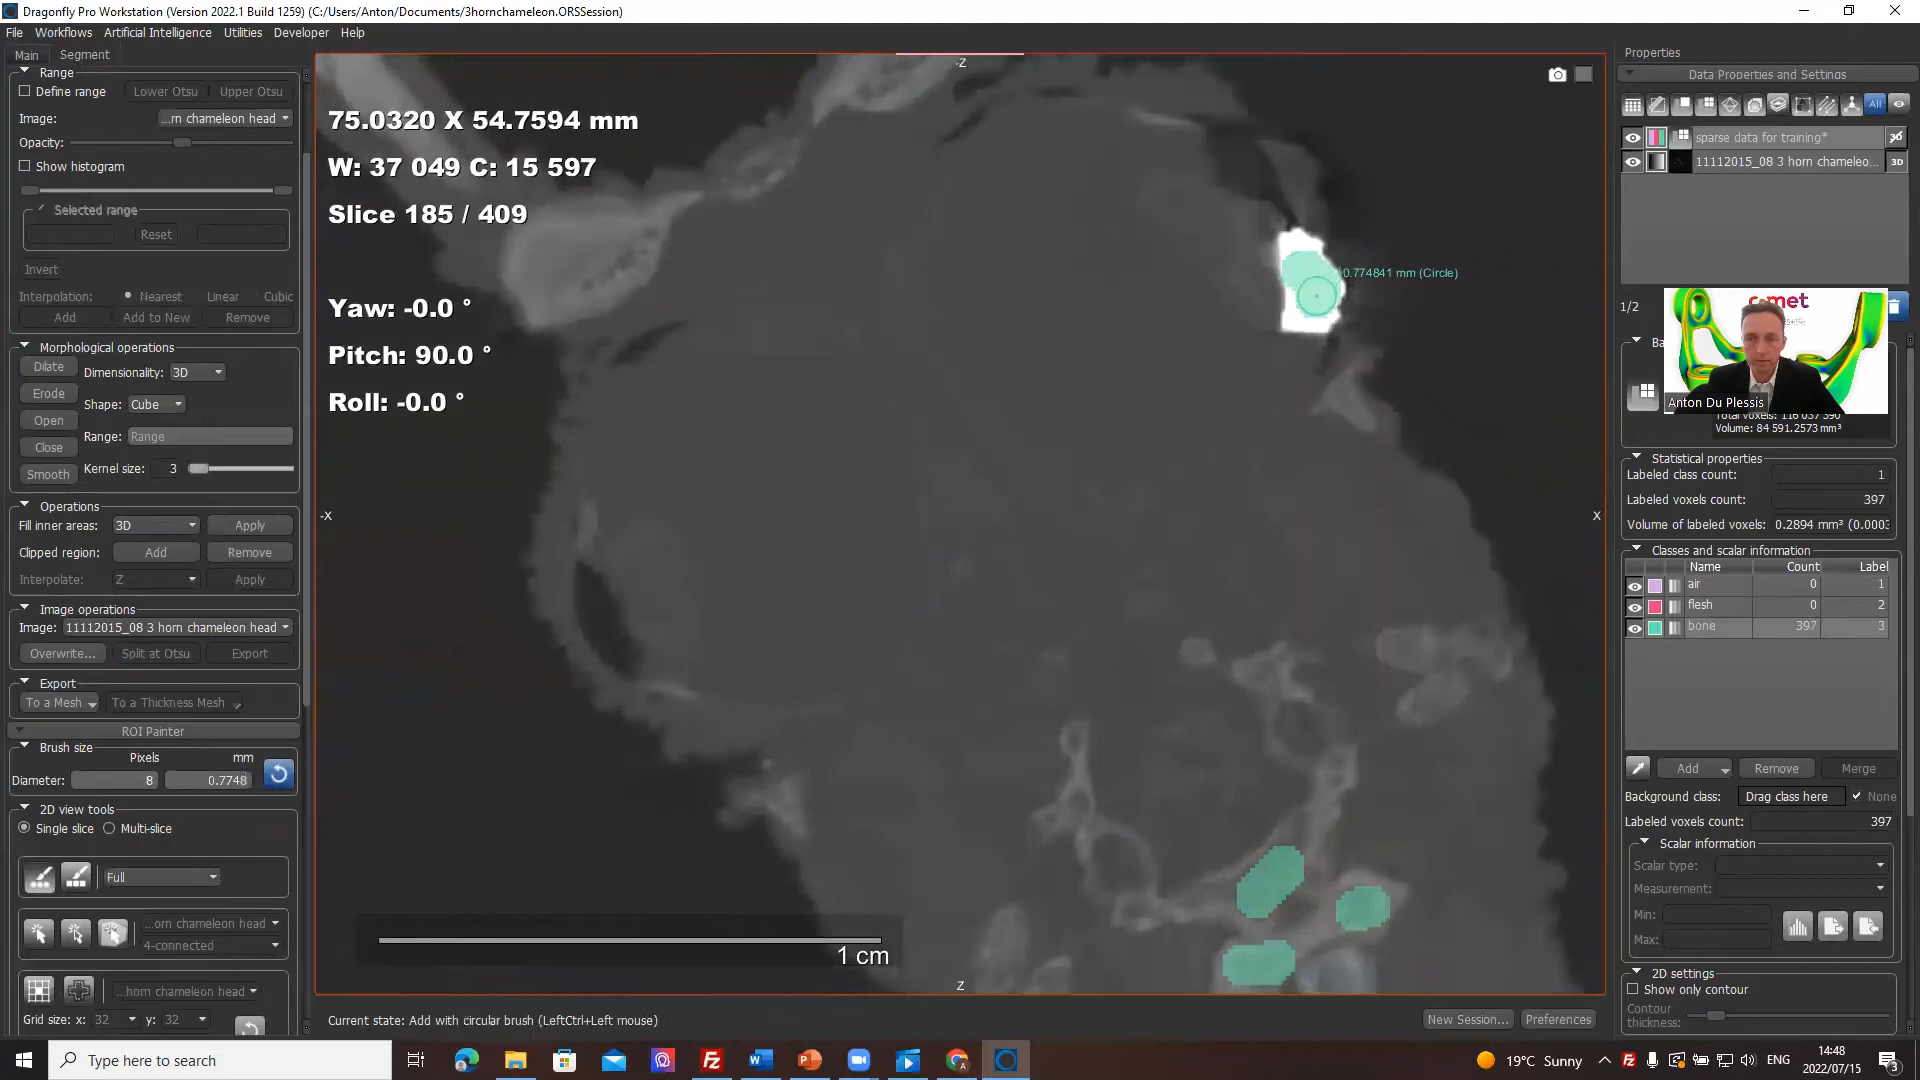 Dragonfly Pro Workstation (Version 2022.1 Build 1259) (C:/Users/Anton/Documents/3hornchameleon.ORSSession)
File Workflows Artificial Intelligence Utilities Developer Help
Main Segment
Range
Define range Lower Otsu Upper Otsu
Image: ...rn chameleon head
Opacity:
Show histogram
Selected range
Reset
Invert
Interpolation: Nearest Linear Cubic
Add Add to New Remove
Morphological operations
Dilate Dimensionality: 3D
Erode Shape: Cube
Open Range: Range
Close
Smooth Kernel size: 3
Operations
Fill inner areas: 3D Apply
Clipped region: Add Remove
Interpolate: Z Apply
Image operations
Image: 11112015_08 3 horn chameleon head
Overwrite... Split at Otsu Export
Export
To a Mesh To a Thickness Mesh
ROI Painter
Brush size
Pixels mm
Diameter: 8 0.7748
2D view tools
Single slice Multi-slice
Full
...orn chameleon head
4-connected
...horn chameleon head
Grid size: x: 32 y: 32
-Z
75.0320 X 54.7594 mm
W: 37 049 C: 15 597
Slice 185 / 409
Yaw: -0.0 °
Pitch: 90.0 °
Roll: -0.0 °
0.774841 mm (Circle)
-X
X
1 cm
Z
Current state: Add with circular brush (LeftCtrl+Left mouse)
New Session... Preferences
Properties
Data Properties and Settings
All
sparse data for training*
11112015_08 3 horn chameleo... 3D
1/2
Ba
Anton Du Plessis
Total voxels: 116 037 390
Volume: 84 591.2573 mm³
Statistical properties
Labeled class count: 1
Labeled voxels count: 397
Volume of labeled voxels: 0.2894 mm³ (0.0003
Classes and scalar information
Name Count Label
air 0 1
flesh 0 2
bone 397 3
Add Remove Merge
Background class: Drag class here None
Labeled voxels count: 397
Scalar information
Scalar type:
Measurement:
Min:
Max:
2D settings
Show only contour
Contour
thickness:
Type here to search
19°C Sunny
ENG
14:48
2022/07/15
3